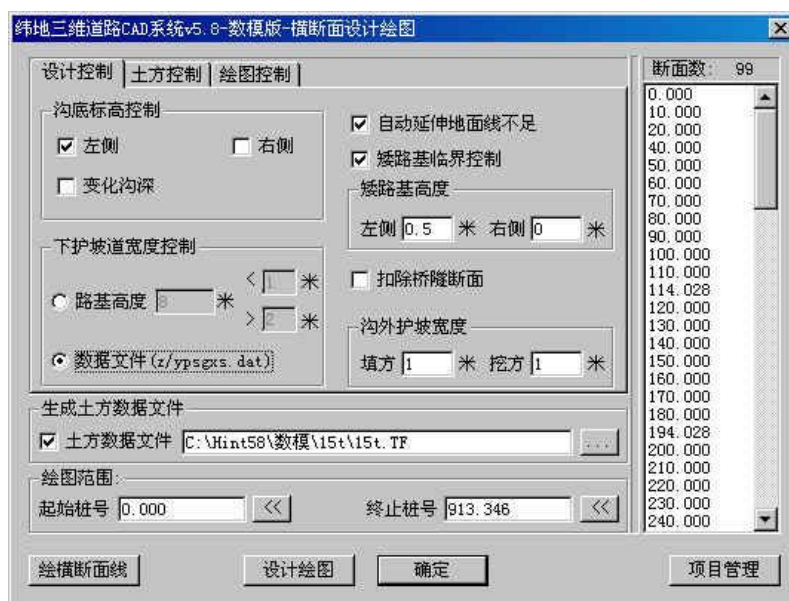 纬地三维道路CAD系统v5.8-数模版-横断面设计绘图
设计控制 土方控制 绘图控制
沟底标高控制
左侧 右侧
变化沟深
自动延伸地面线不足
矮路基临界控制
矮路基高度
左侧 0.5 米 右侧 0 米
下护坡道宽度控制
路基高度 8 米
< 1 米
> 2 米
数据文件(z/ypsgxs.dat)
扣除桥隧断面
沟外护坡宽度
填方 1 米 挖方 1 米
生成土方数据文件
土方数据文件 C:\Hint58\数模\15t\15t.TF ...
绘图范围:
起始桩号 0.000 << 终止桩号 913.346 <<
绘横断面线 设计绘图 确定 项目管理
断面数: 99
0.000
10.000
20.000
40.000
50.000
60.000
70.000
80.000
90.000
100.000
110.000
114.028
120.000
130.000
140.000
150.000
160.000
170.000
180.000
194.028
200.000
210.000
220.000
230.000
240.000